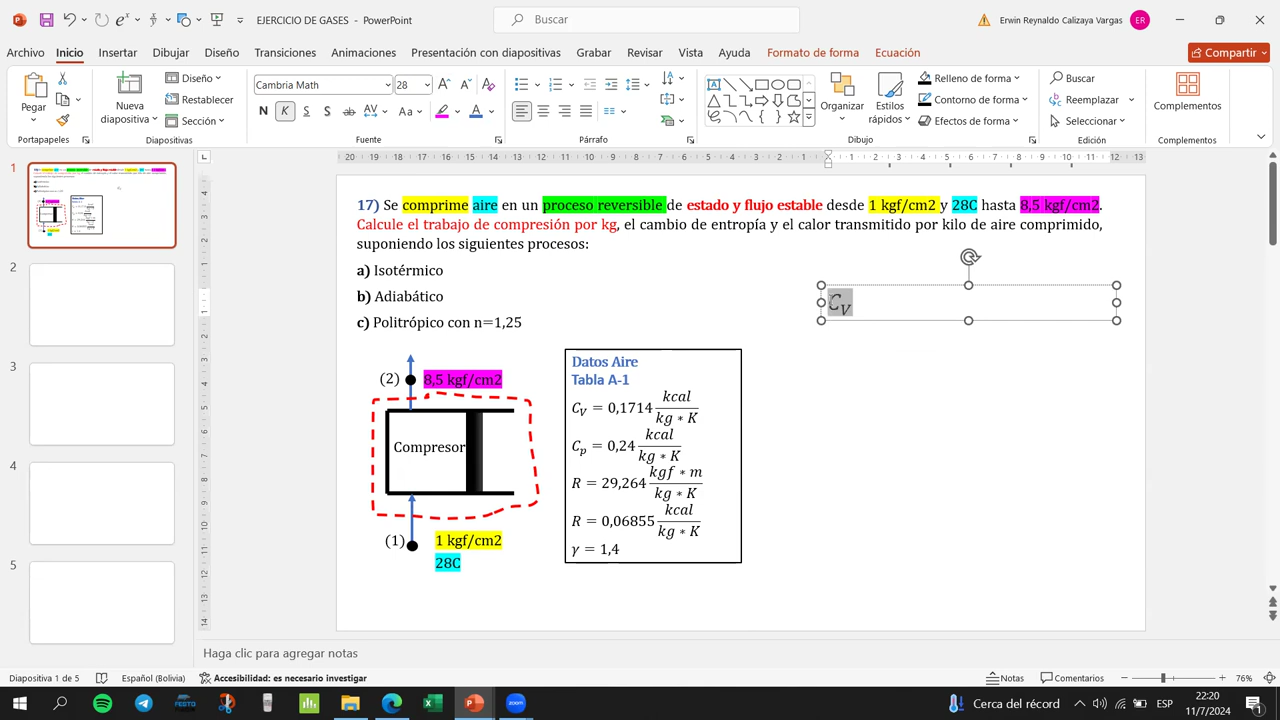 EJERCICIO DE GASES - PowerPoint
Buscar
Erwin Reynaldo Calizaya Vargas
ER
Archivo Inicio Insertar Dibujar Diseño Transiciones Animaciones Presentación con diapositivas Grabar Revisar Vista Ayuda Formato de forma Ecuación
Compartir
Pegar
Nueva diapositiva
Diseño
Restablecer
Sección
Cambria Math 28
N K S S AV Aa
Organizar
Estilos rápidos
Relleno de forma
Contorno de forma
Efectos de forma
Buscar
Reemplazar
Seleccionar
Complementos
Portapapeles Diapositivas Fuente Párrafo Dibujo Edición Complementos
17) Se comprime aire en un proceso reversible de estado y flujo estable desde 1 kgf/cm2 y 28C hasta 8,5 kgf/cm2.
Calcule el trabajo de compresión por kg, el cambio de entropía y el calor transmitido por kilo de aire comprimido,
suponiendo los siguientes procesos:
a) Isotérmico
b) Adiabático
c) Politrópico con n=1,25
C_V
(2) 8,5 kgf/cm2
Compresor
(1) 1 kgf/cm2
28C
Datos Aire
Tabla A-1
C_V = 0,1714 kcal/(kg * K)
C_p = 0,24 kcal/(kg * K)
R = 29,264 (kgf * m)/(kg * K)
R = 0,06855 kcal/(kg * K)
γ = 1,4
1
2
3
4
5
Haga clic para agregar notas
Diapositiva 1 de 5 Español (Bolivia) Accesibilidad: es necesario investigar Notas Comentarios 76%
Cerca del récord ESP 22:20
11/7/2024